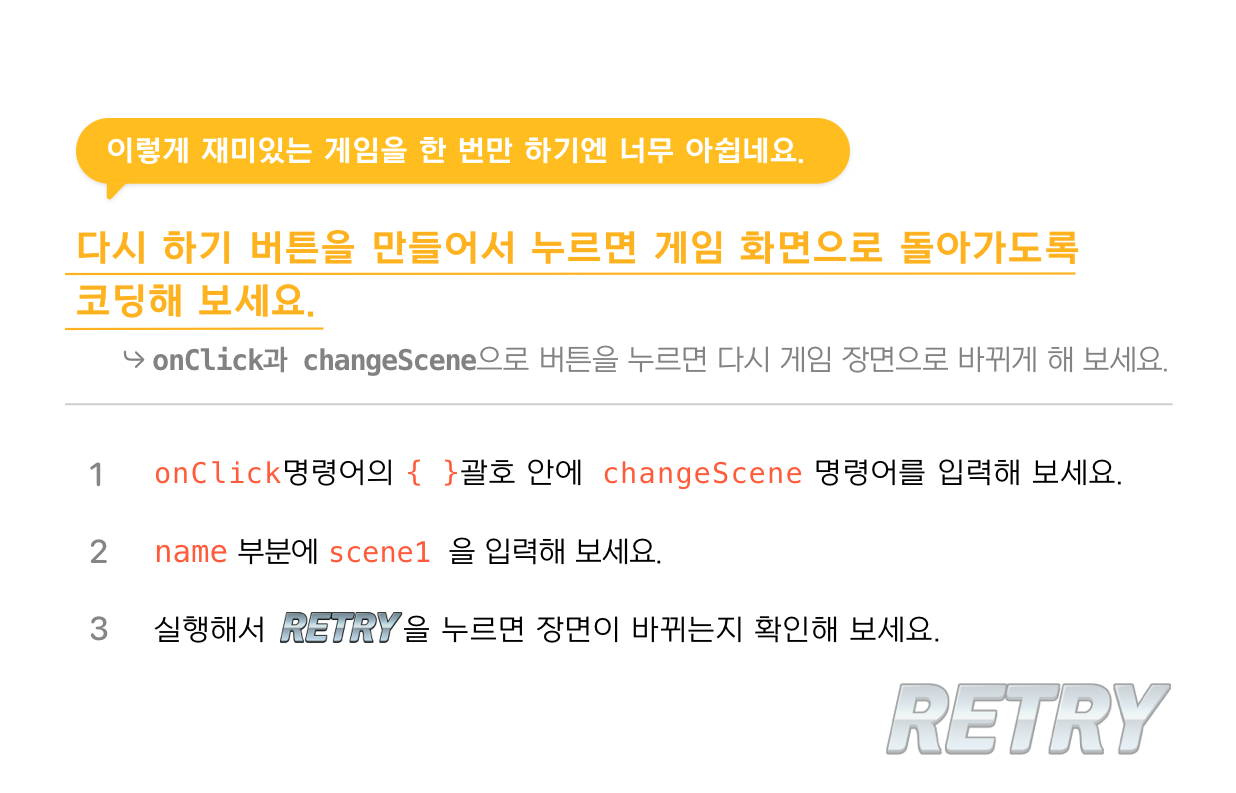 이렇게 재미있는 게임을 한 번만 하기엔 너무 아쉽네요.
다시 하기 버튼을 만들어서 누르면 게임 화면으로 돌아가도록
코딩해 보세요.
↪ onClick과 changeScene으로 버튼을 누르면 다시 게임 장면으로 바뀌게 해 보세요.
1 onClick명령어의 { }괄호 안에 changeScene 명령어를 입력해 보세요.
2 name 부분에 scene1 을 입력해 보세요.
3 실행해서 RETRY을 누르면 장면이 바뀌는지 확인해 보세요.
RETRY